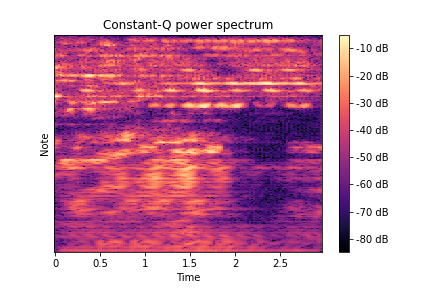 Constant-Q power spectrum
Note
0
0.5
1
1.5
2
2.5
Time
-10 dB
-20 dB
-30 dB
-40 dB
-50 dB
-60 dB
-70 dB
-80 dB